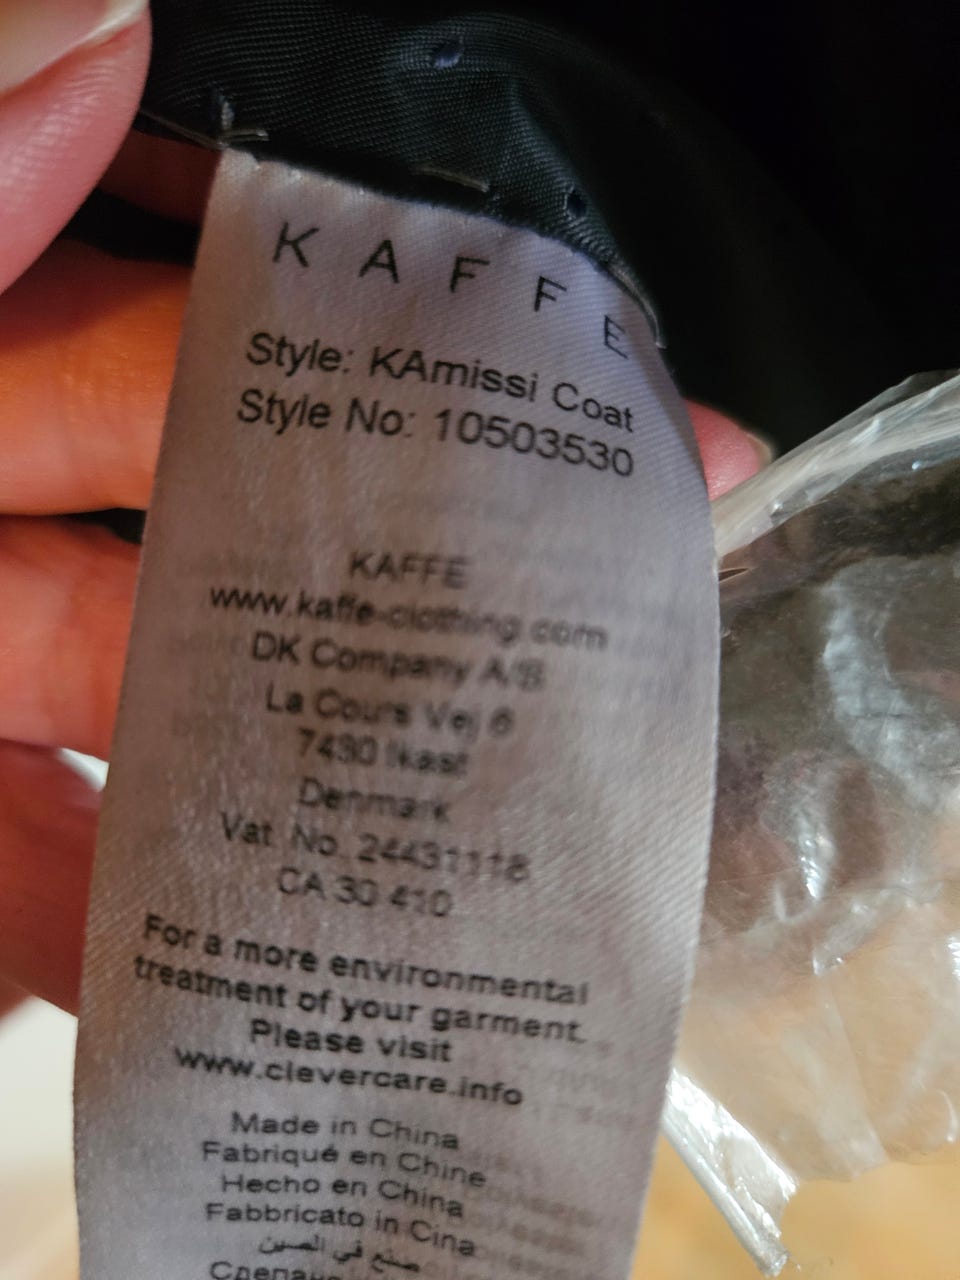 KAFFE
Style: KAmissi Coat
Style No: 10503530
KAFFE
www.kaffe-clothing.com
DK Company A/S
La Cours Vej 6
7430 Ikast
Denmark
Vat. No. 24431118
CA 30 410
For a more environmental
treatment of your garment.
Please visit
www.clevercare.info
Made in China
Fabriqué en Chine
Hecho en China
Fabbricato in Cina
صنع في الصين